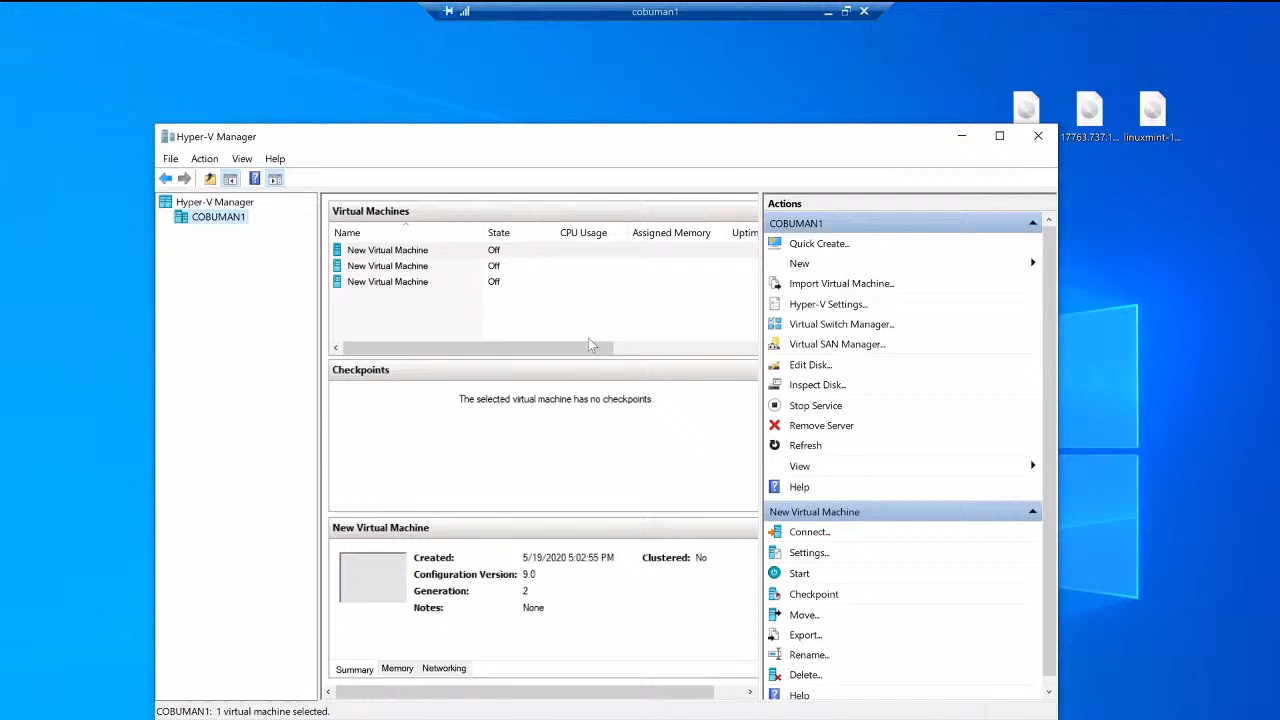 cobuman1
17763.737.1...
linuxmint-1...
Hyper-V Manager
File Action View Help
Hyper-V Manager
COBUMAN1
Virtual Machines
Name State CPU Usage Assigned Memory Uptim
New Virtual Machine Off
New Virtual Machine Off
New Virtual Machine Off
Checkpoints
The selected virtual machine has no checkpoints.
New Virtual Machine
Created: 5/19/2020 5:02:55 PM Clustered: No
Configuration Version: 9.0
Generation: 2
Notes: None
Summary Memory Networking
Actions
COBUMAN1
Quick Create...
New
Import Virtual Machine...
Hyper-V Settings...
Virtual Switch Manager...
Virtual SAN Manager...
Edit Disk...
Inspect Disk...
Stop Service
Remove Server
Refresh
View
Help
New Virtual Machine
Connect...
Settings...
Start
Checkpoint
Move...
Export...
Rename...
Delete...
Help
COBUMAN1: 1 virtual machine selected.